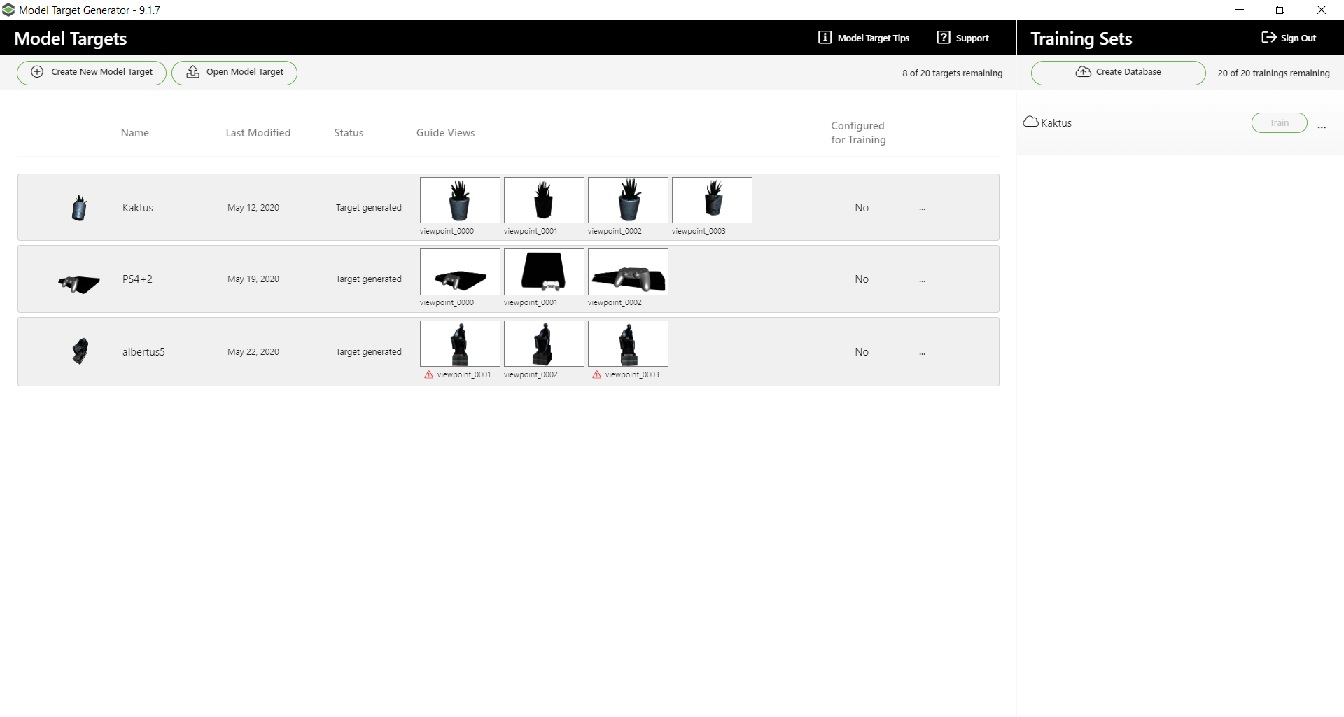 Model Target Generator - 9.1.7
Model Targets
Model Target Tips
Support
Training Sets
Sign Out
Create New Model Target
Open Model Target
8 of 20 targets remaining
Create Database
20 of 20 trainings remaining
Kaktus
Train
...
Name
Last Modified
Status
Guide Views
Configured
for Training
Kaktus
May 12, 2020
Target generated
viewpoint_0000
viewpoint_0001
viewpoint_0002
viewpoint_0003
No
...
PS4+2
May 19, 2020
Target generated
viewpoint_0000
viewpoint_0001
viewpoint_0002
No
...
albertus5
May 22, 2020
Target generated
viewpoint_0001
viewpoint_0002
viewpoint_0003
No
...